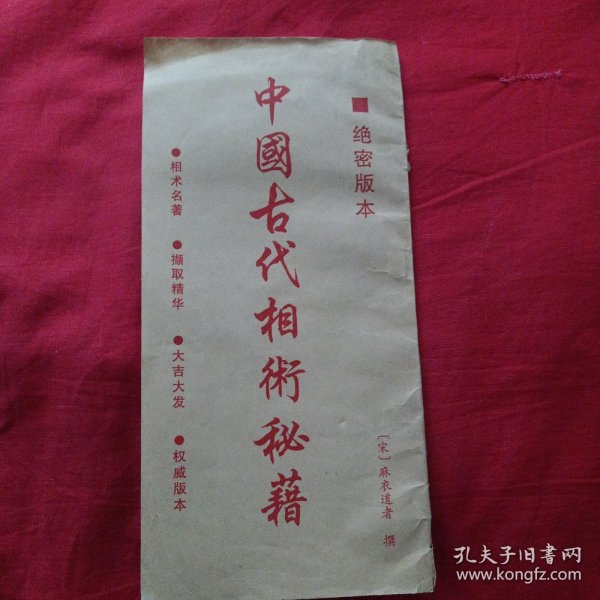 ■绝密版本
中國古代相術秘藉
●相术名著 ●撷取精华 ●大吉大发 ●权威版本
〔宋〕麻衣道者 撰
孔夫子旧书网
www.kongfz.com